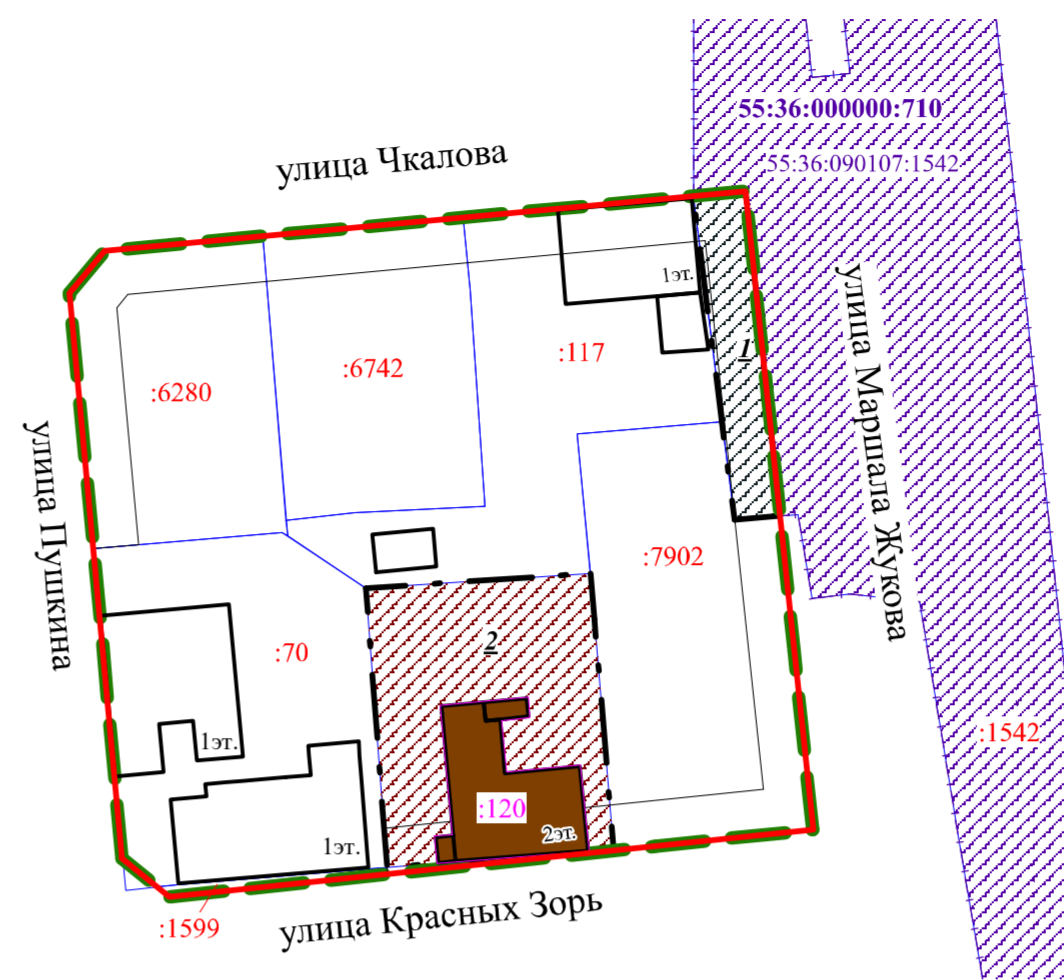 55:36:000000:710
55:36:090107:1542
улица Чкалова
1эт.
1
:117
:6742
:6280
улица Маршала Жукова
улица Пушкина
:7902
2
:70
:1542
1эт.
:120
2эт.
1эт.
улица Красных Зорь
:1599